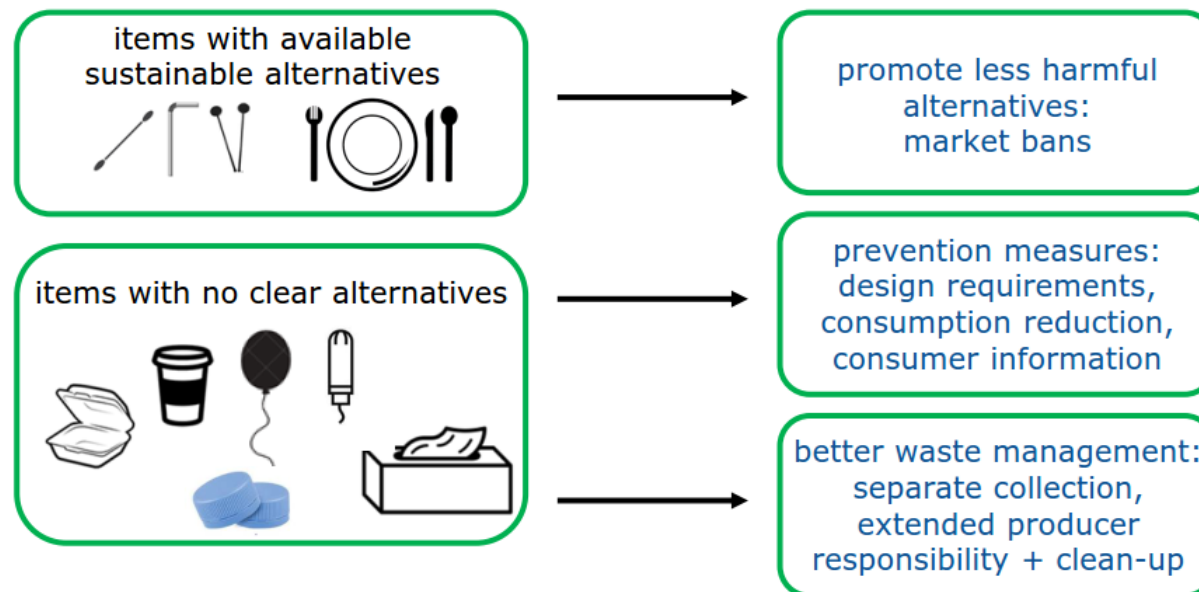 items with available
sustainable alternatives
promote less harmful
alternatives:
market bans
items with no clear alternatives
prevention measures:
design requirements,
consumption reduction,
consumer information
better waste management:
separate collection,
extended producer
responsibility + clean-up